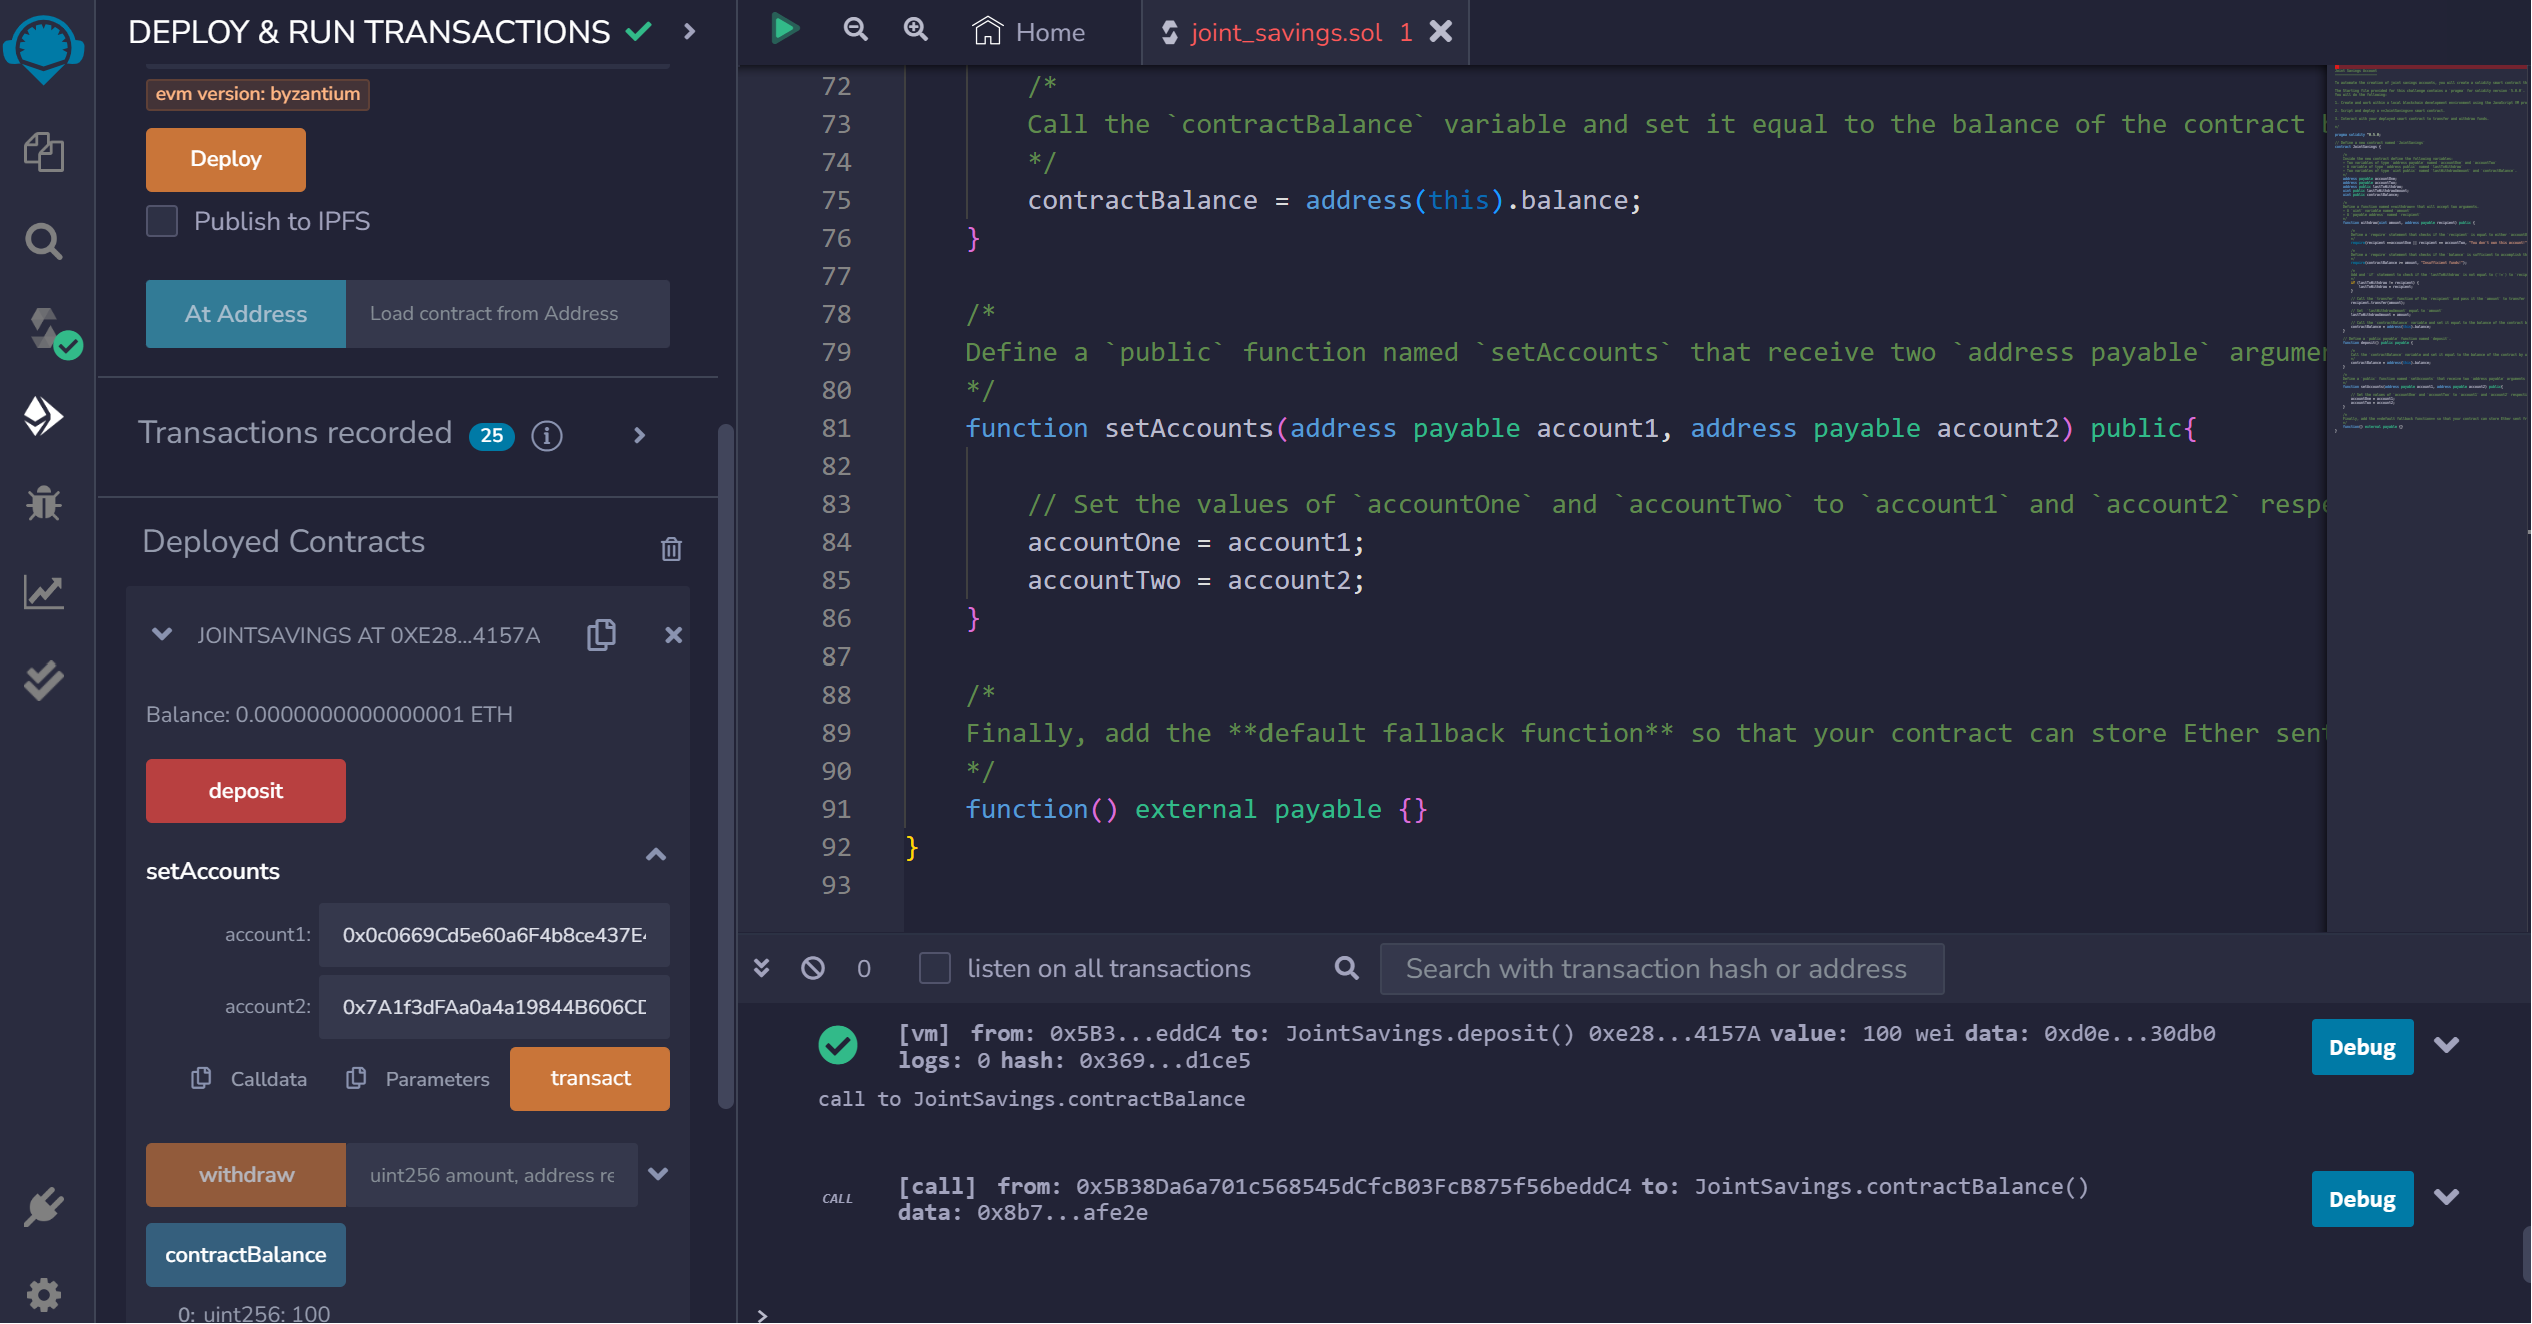 DEPLOY & RUN TRANSACTIONS
evm version: byzantium
Deploy
Publish to IPFS
At Address
Load contract from Address
Transactions recorded 25 i
Deployed Contracts
JOINTSAVINGS AT 0XE28...4157A
Balance: 0.0000000000000001 ETH
deposit
setAccounts
account1: 0x0c0669Cd5e60a6F4b8ce437E
account2: 0x7A1f3dFAa0a4a19844B606C
Calldata
Parameters
transact
withdraw
uint256 amount, address re
contractBalance
0: uint256: 100
Home
joint_savings.sol 1
72 /*
73 Call the `contractBalance` variable and set it equal to the balance of the contract
74 */
75 contractBalance = address(this).balance;
76 }
77
78 /*
79 Define a `public` function named `setAccounts` that receive two `address payable` argume
80 */
81 function setAccounts(address payable account1, address payable account2) public{
82
83 // Set the values of `accountOne` and `accountTwo` to `account1` and `account2` resp
84 accountOne = account1;
85 accountTwo = account2;
86 }
87
88 /*
89 Finally, add the **default fallback function** so that your contract can store Ether sen
90 */
91 function() external payable {}
92 }
93
0
listen on all transactions
Search with transaction hash or address
[vm] from: 0x5B3...eddC4 to: JointSavings.deposit() 0xe28...4157A value: 100 wei data: 0xd0e...30db0
logs: 0 hash: 0x369...d1ce5
Debug
call to JointSavings.contractBalance
CALL
[call] from: 0x5B38Da6a701c568545dCfcB03FcB875f56beddC4 to: JointSavings.contractBalance()
data: 0x8b7...afe2e
Debug
>